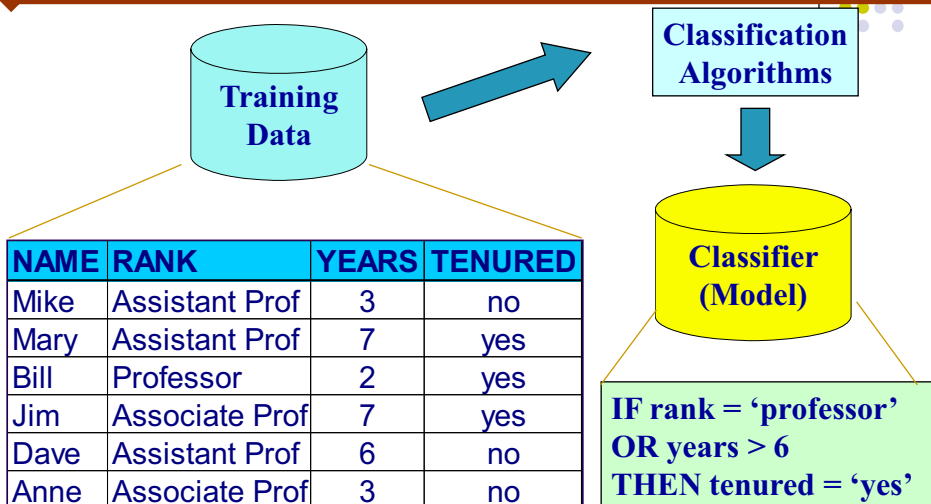 Training
Data
Classification
Algorithms
Classifier
(Model)
NAME RANK YEARS TENURED
Mike Assistant Prof 3 no
Mary Assistant Prof 7 yes
Bill Professor 2 yes
Jim Associate Prof 7 yes
Dave Assistant Prof 6 no
Anne Associate Prof 3 no
IF rank = ‘professor’
OR years > 6
THEN tenured = ‘yes’